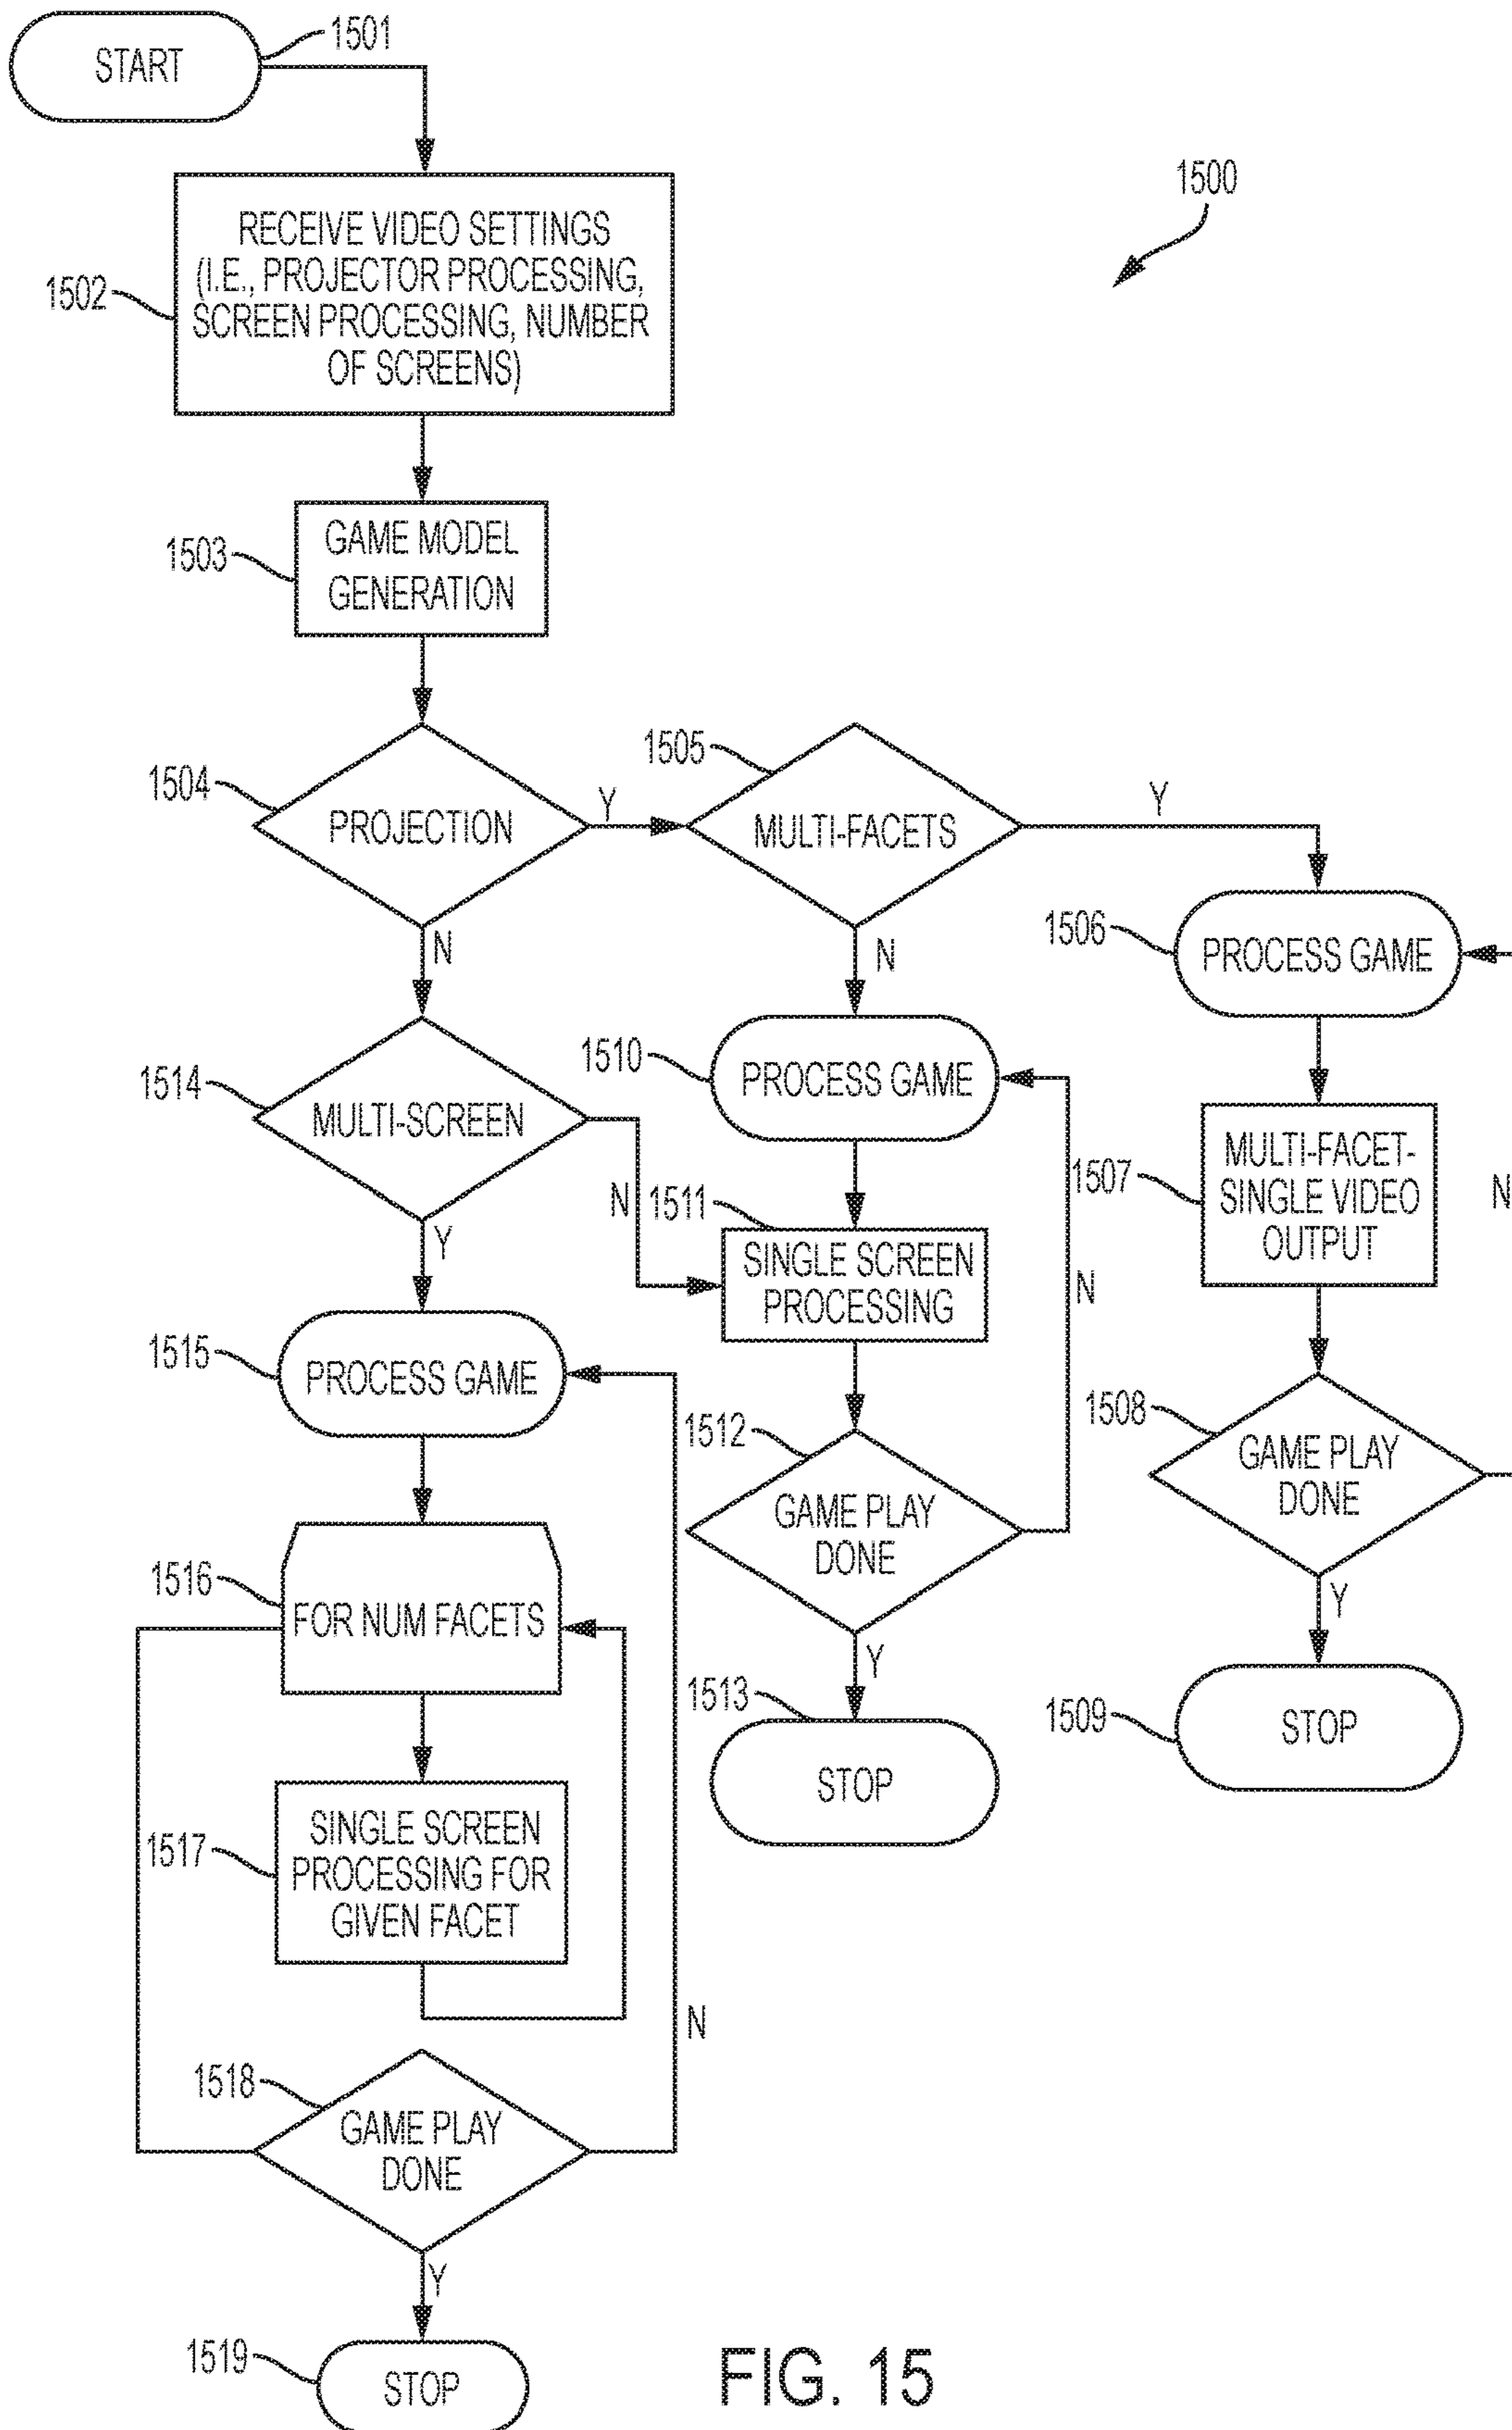 START
1501
1500
RECEIVE VIDEO SETTINGS
(I.E., PROJECTOR PROCESSING,
SCREEN PROCESSING, NUMBER
OF SCREENS)
1502
GAME MODEL
GENERATION
1503
1504
PROJECTION
Y
N
1505
MULTI-FACETS
Y
N
1506
PROCESS GAME
1514
MULTI-SCREEN
N
Y
1510
PROCESS GAME
1507
MULTI-FACET-
SINGLE VIDEO
OUTPUT
N
1511
SINGLE SCREEN
PROCESSING
N
1515
PROCESS GAME
1512
GAME PLAY
DONE
Y
1508
GAME PLAY
DONE
Y
1516
FOR NUM FACETS
1513
STOP
1509
STOP
1517
SINGLE SCREEN
PROCESSING FOR
GIVEN FACET
N
1518
GAME PLAY
DONE
Y
1519
STOP
FIG. 15